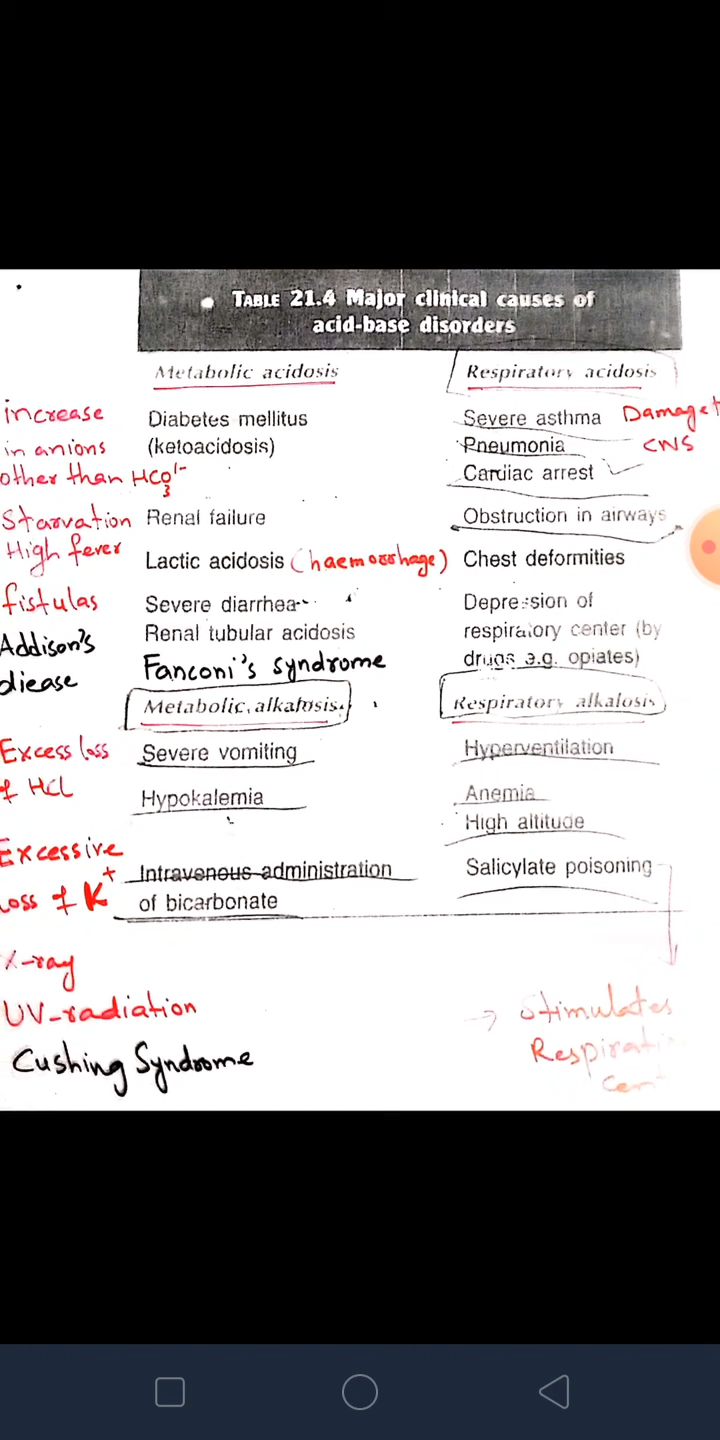 TABLE 21.4 Major clinical causes of
acid-base disorders
Metabolic acidosis
Respiratory acidosis
increase
in anions
other than HCO3 1-
Starvation
High fever
fistulas
Addison's
diease
Diabetes mellitus
(ketoacidosis)
Renal failure
Lactic acidosis (haemorrhage)
Severe diarrhea
Renal tubular acidosis
Fanconi's syndrome
Severe asthma
Pneumonia
Cardiac arrest
Damage t
CNS
Obstruction in airways
Chest deformities
Depression of
respiratory center (by
drugs e.g. opiates)
Metabolic alkalosis
Respiratory alkalosis
Excess loss
of HCl
Excessive
loss of K+
Severe vomiting
Hypokalemia
Intravenous administration
of bicarbonate
Hyperventilation
Anemia
High altitude
Salicylate poisoning
X-ray
UV-radiation
Cushing Syndrome
→ Stimulates